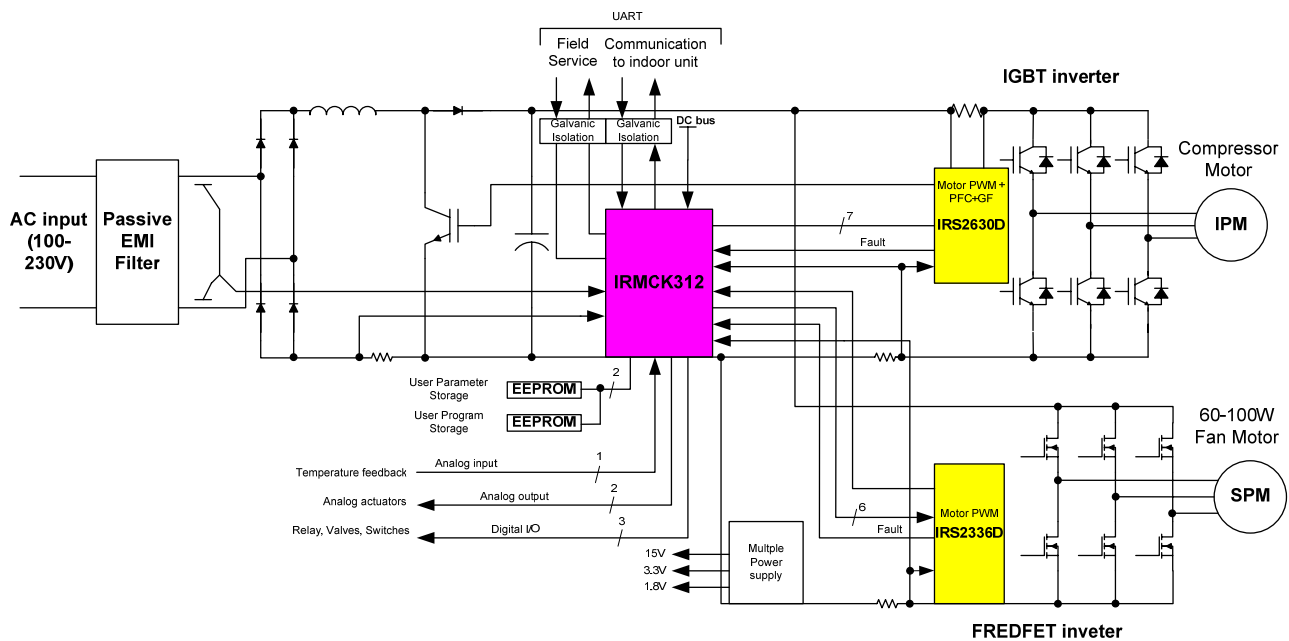 UART
Field
Service
Communication
to indoor unit
IGBT inverter
Galvanic
Isolation
Galvanic
Isolation
DC bus
Compressor
Motor
AC input
(100-
230V)
Passive
EMI
Filter
Motor PWM +
PFC+GF
IRS2630D
IPM
7
Fault
IRMCK312
User Parameter
Storage
EEPROM
2
User Program
Storage
EEPROM
60-100W
Fan Motor
Temperature feedback
Analog input
1
Analog actuators
Analog output
2
Relay, Valves, Switches
Digital I/O
3
6
Fault
Motor PWM
IRS2336D
SPM
15V
3.3V
1.8V
Multple
Power
supply
FREDFET inveter